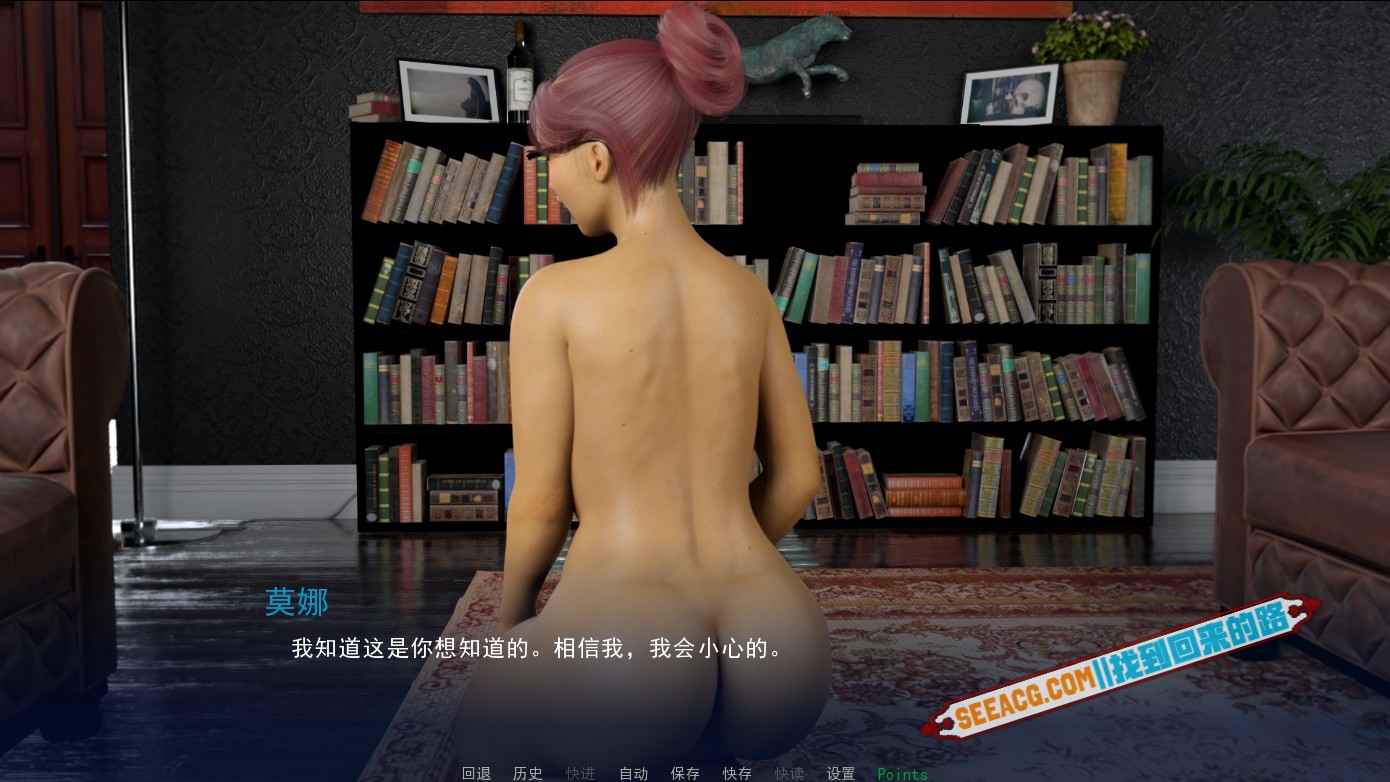 莫娜
我知道这是你想知道的。相信我，我会小心的。
SEEACG.COM||找到回来的路
回退 历史 快进 自动 保存 快存 快读 设置 Points